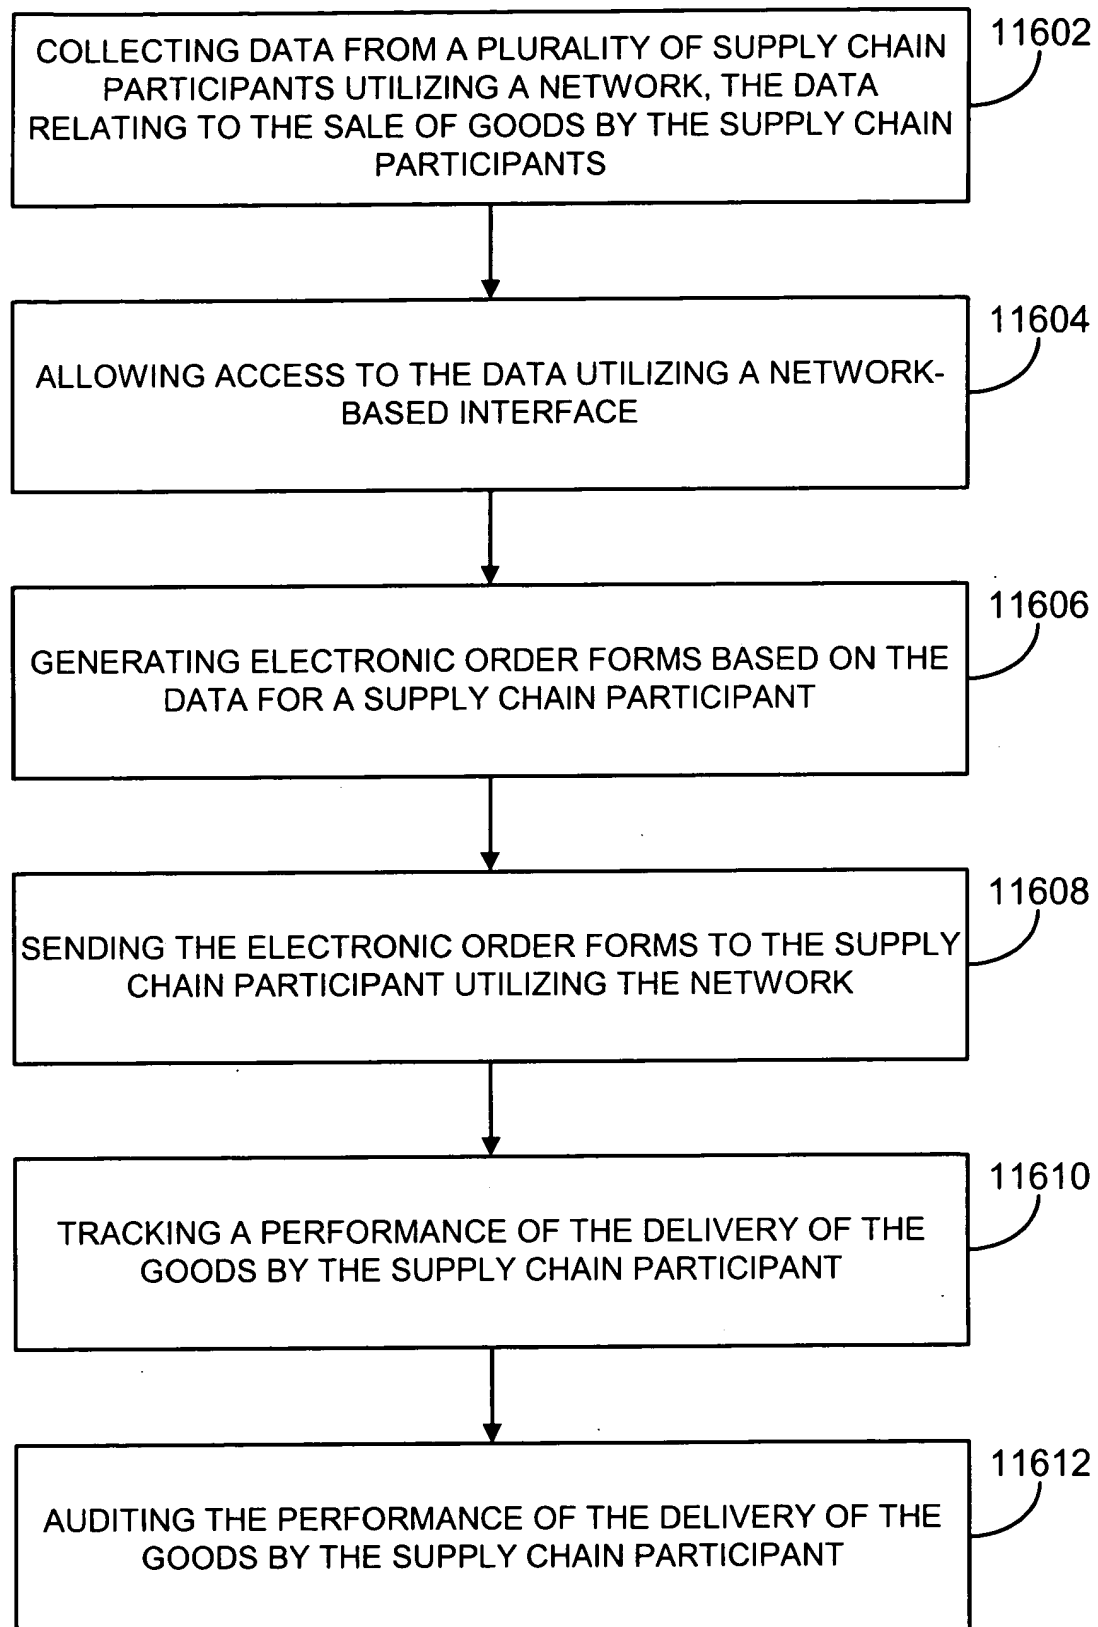 COLLECTING DATA FROM A PLURALITY OF SUPPLY CHAIN
PARTICIPANTS UTILIZING A NETWORK, THE DATA
RELATING TO THE SALE OF GOODS BY THE SUPPLY CHAIN
PARTICIPANTS
11602
ALLOWING ACCESS TO THE DATA UTILIZING A NETWORK-
BASED INTERFACE
11604
GENERATING ELECTRONIC ORDER FORMS BASED ON THE
DATA FOR A SUPPLY CHAIN PARTICIPANT
11606
SENDING THE ELECTRONIC ORDER FORMS TO THE SUPPLY
CHAIN PARTICIPANT UTILIZING THE NETWORK
11608
TRACKING A PERFORMANCE OF THE DELIVERY OF THE
GOODS BY THE SUPPLY CHAIN PARTICIPANT
11610
AUDITING THE PERFORMANCE OF THE DELIVERY OF THE
GOODS BY THE SUPPLY CHAIN PARTICIPANT
11612